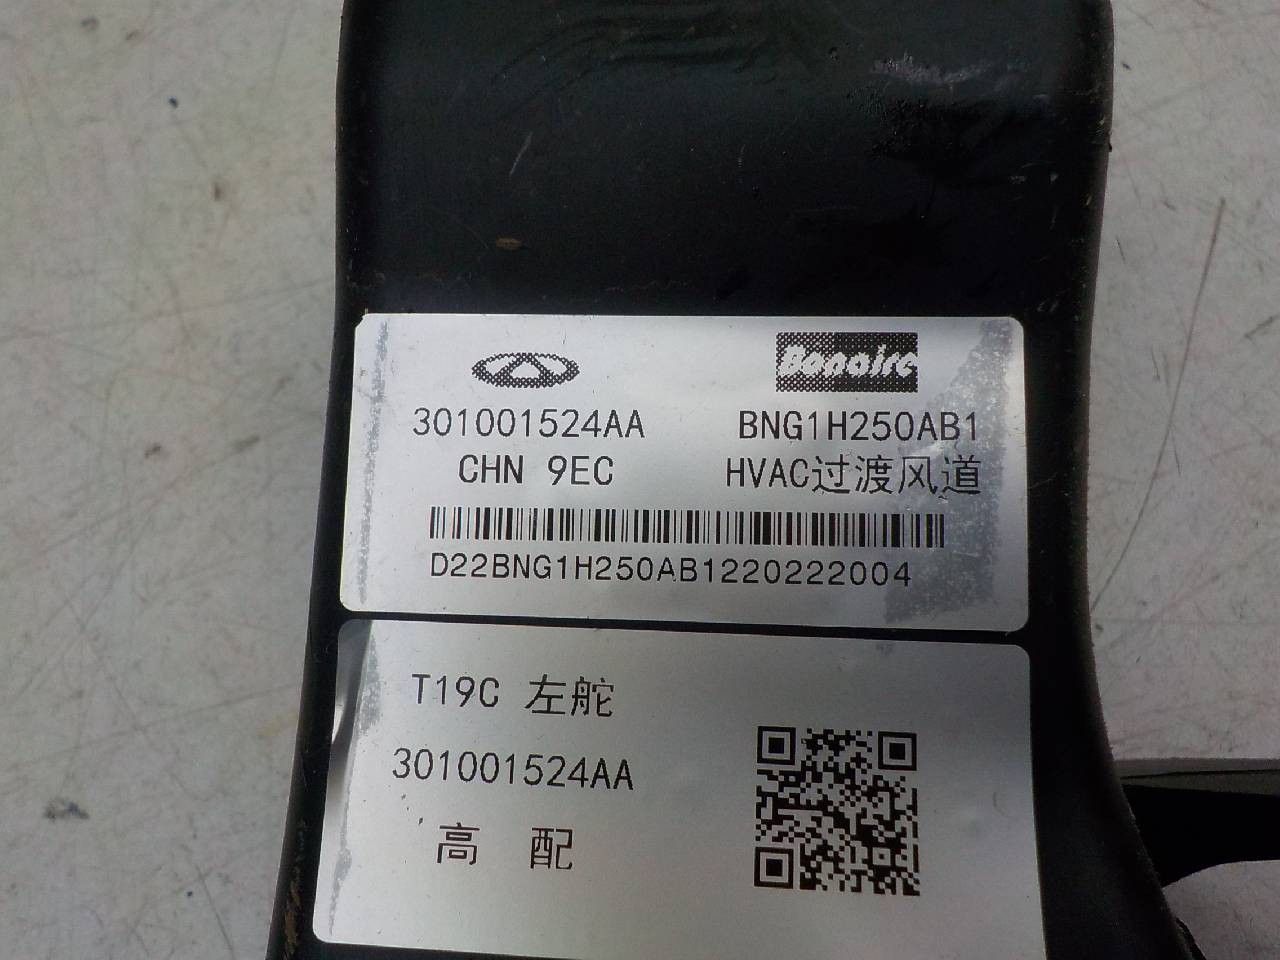 Bonaire
301001524AA BNG1H250AB1
CHN 9EC HVAC过渡风道
D22BNG1H250AB1220222004
T19C 左舵
301001524AA
高 配